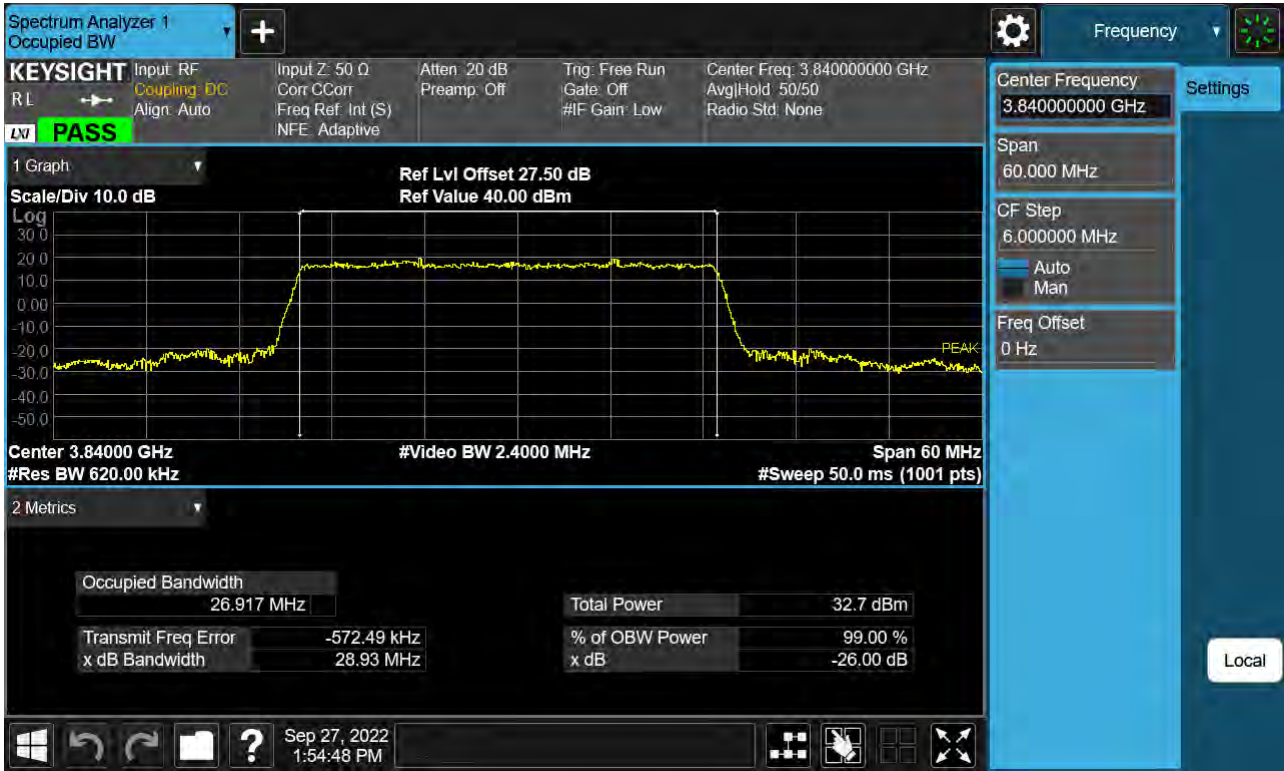 Spectrum Analyzer 1
Occupied BW
Frequency
KEYSIGHT
RL
LXI PASS
Input: RF
Coupling: DC
Align: Auto
Input Z: 50 Ω
Corr CCorr
Freq Ref: Int (S)
NFE: Adaptive
Atten: 20 dB
Preamp: Off
Trig: Free Run
Gate: Off
#IF Gain: Low
Center Freq: 3.840000000 GHz
Avg|Hold: 50/50
Radio Std: None
Center Frequency
3.840000000 GHz
Settings
Span
60.000 MHz
CF Step
6.000000 MHz
Auto
Man
Freq Offset
0 Hz
Local
1 Graph
Scale/Div 10.0 dB
Ref Lvl Offset 27.50 dB
Ref Value 40.00 dBm
Log
30.0
20.0
10.0
0.00
-10.0
-20.0
-30.0
-40.0
-50.0
PEAK
Center 3.84000 GHz
#Video BW 2.4000 MHz
Span 60 MHz
#Res BW 620.00 kHz
#Sweep 50.0 ms (1001 pts)
2 Metrics
Occupied Bandwidth
26.917 MHz
Total Power 32.7 dBm
Transmit Freq Error -572.49 kHz
% of OBW Power 99.00 %
x dB Bandwidth 28.93 MHz
x dB -26.00 dB
?
Sep 27, 2022
1:54:48 PM